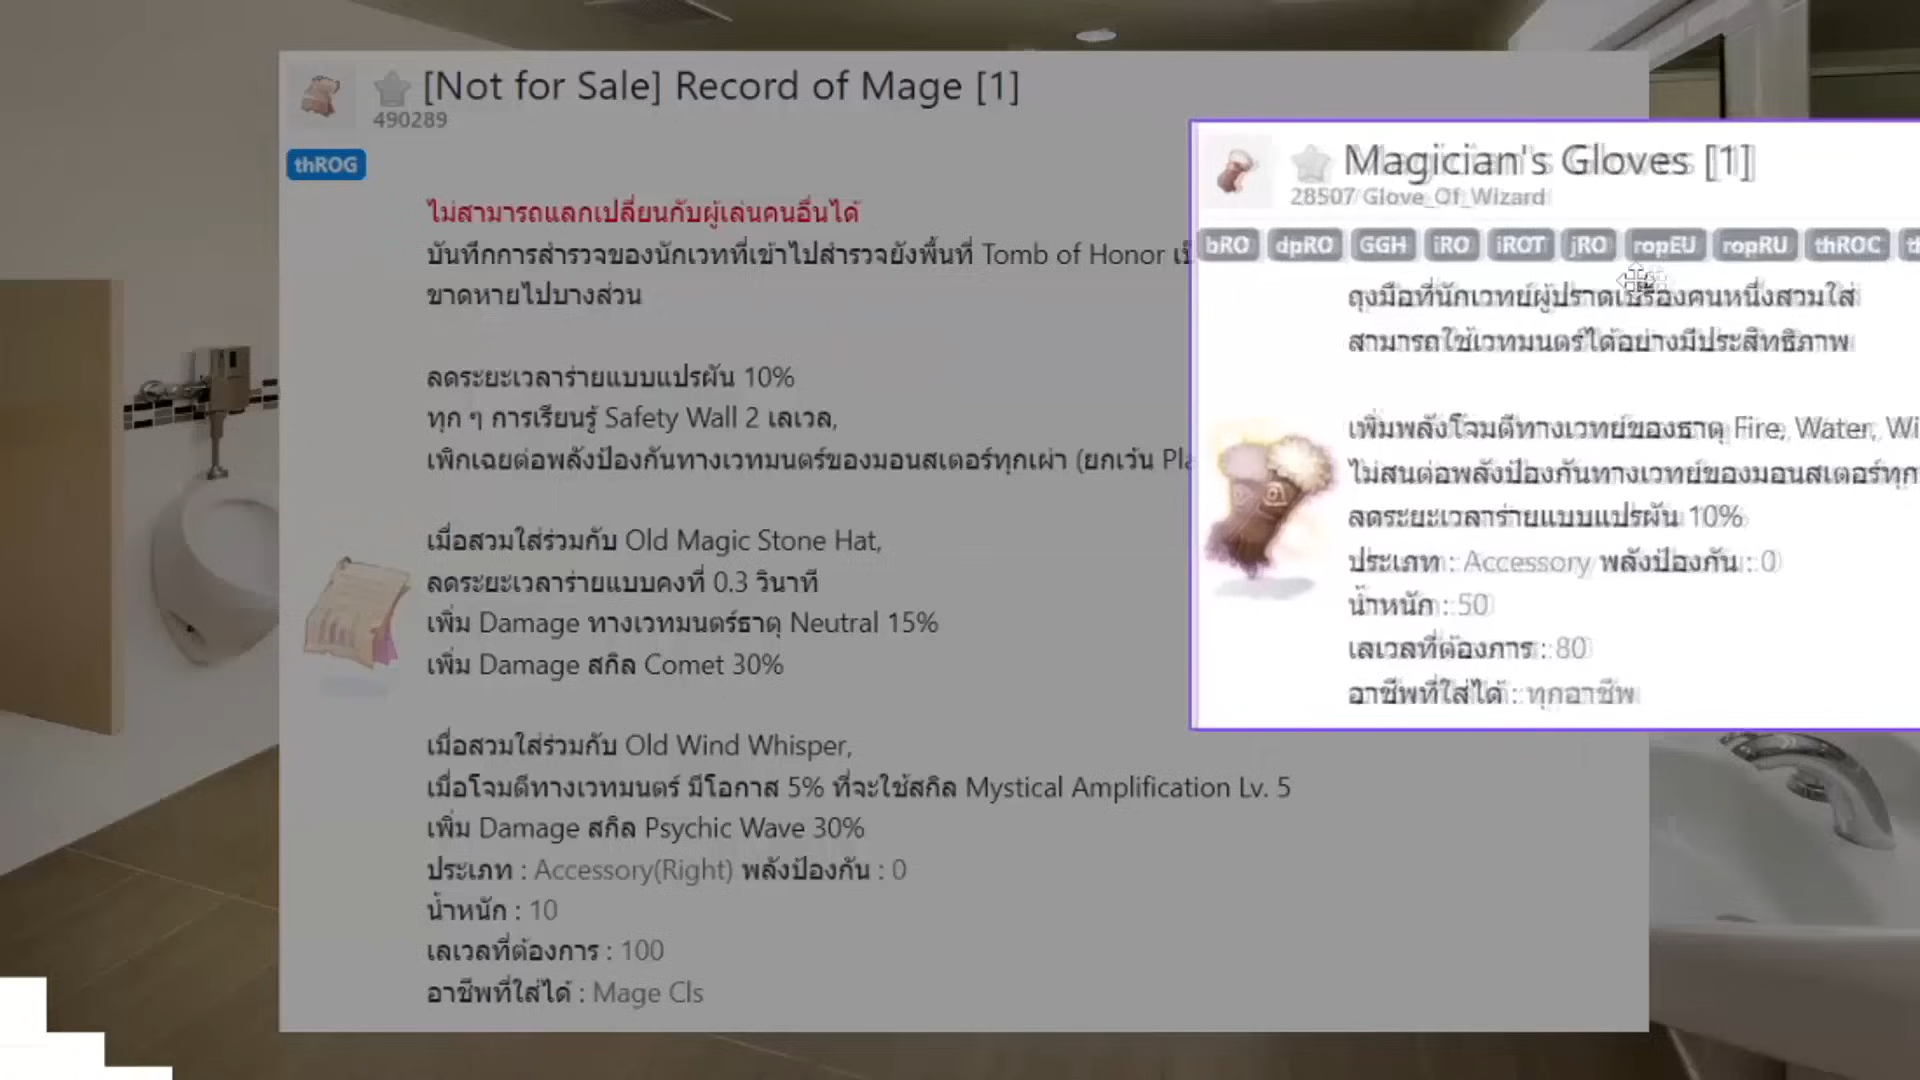 [Not for Sale] Record of Mage [1]
490289
thROG
ไม่สามารถแลกเปลี่ยนกับผู้เล่นคนอื่นได้
บันทึกการสำรวจของนักเวทที่เข้าไปสำรวจยังพื้นที่ Tomb of Honor
ขาดหายไปบางส่วน
ลดระยะเวลาร่ายแบบแปรผัน 10%
ทุก ๆ การเรียนรู้ Safety Wall 2 เลเวล,
เพิกเฉยต่อพลังป้องกันทางเวทมนตร์ของมอนสเตอร์ทุกเผ่า (ยกเว้น
เมื่อสวมใส่ร่วมกับ Old Magic Stone Hat,
ลดระยะเวลาร่ายแบบคงที่ 0.3 วินาที
เพิ่ม Damage ทางเวทมนตร์ธาตุ Neutral 15%
เพิ่ม Damage สกิล Comet 30%
เมื่อสวมใส่ร่วมกับ Old Wind Whisper,
เมื่อโจมตีทางเวทมนตร์ มีโอกาส 5% ที่จะใช้สกิล Mystical Amplification Lv. 5
เพิ่ม Damage สกิล Psychic Wave 30%
ประเภท : Accessory(Right) พลังป้องกัน : 0
น้ำหนัก : 10
เลเวลที่ต้องการ : 100
อาชีพที่ใส่ได้ : Mage Cls
Magician's Gloves [1]
28507 Glove_Of_Wizard
bRO dpRO GGH iRO iROT jRO ropEU ropRU thROC
ถุงมือที่นักเวทย์ผู้ปราดเปรื่องคนหนึ่งสวมใส่
สามารถใช้เวทมนตร์ได้อย่างมีประสิทธิภาพ
เพิ่มพลังโจมตีทางเวทย์ของธาตุ Fire, Water,
ไม่สนต่อพลังป้องกันทางเวทย์ของมอนสเตอร์ทุก
ลดระยะเวลาร่ายแบบแปรผัน 10%
ประเภท : Accessory พลังป้องกัน : 0
น้ำหนัก : 50
เลเวลที่ต้องการ : 80
อาชีพที่ใส่ได้ : ทุกอาชีพ